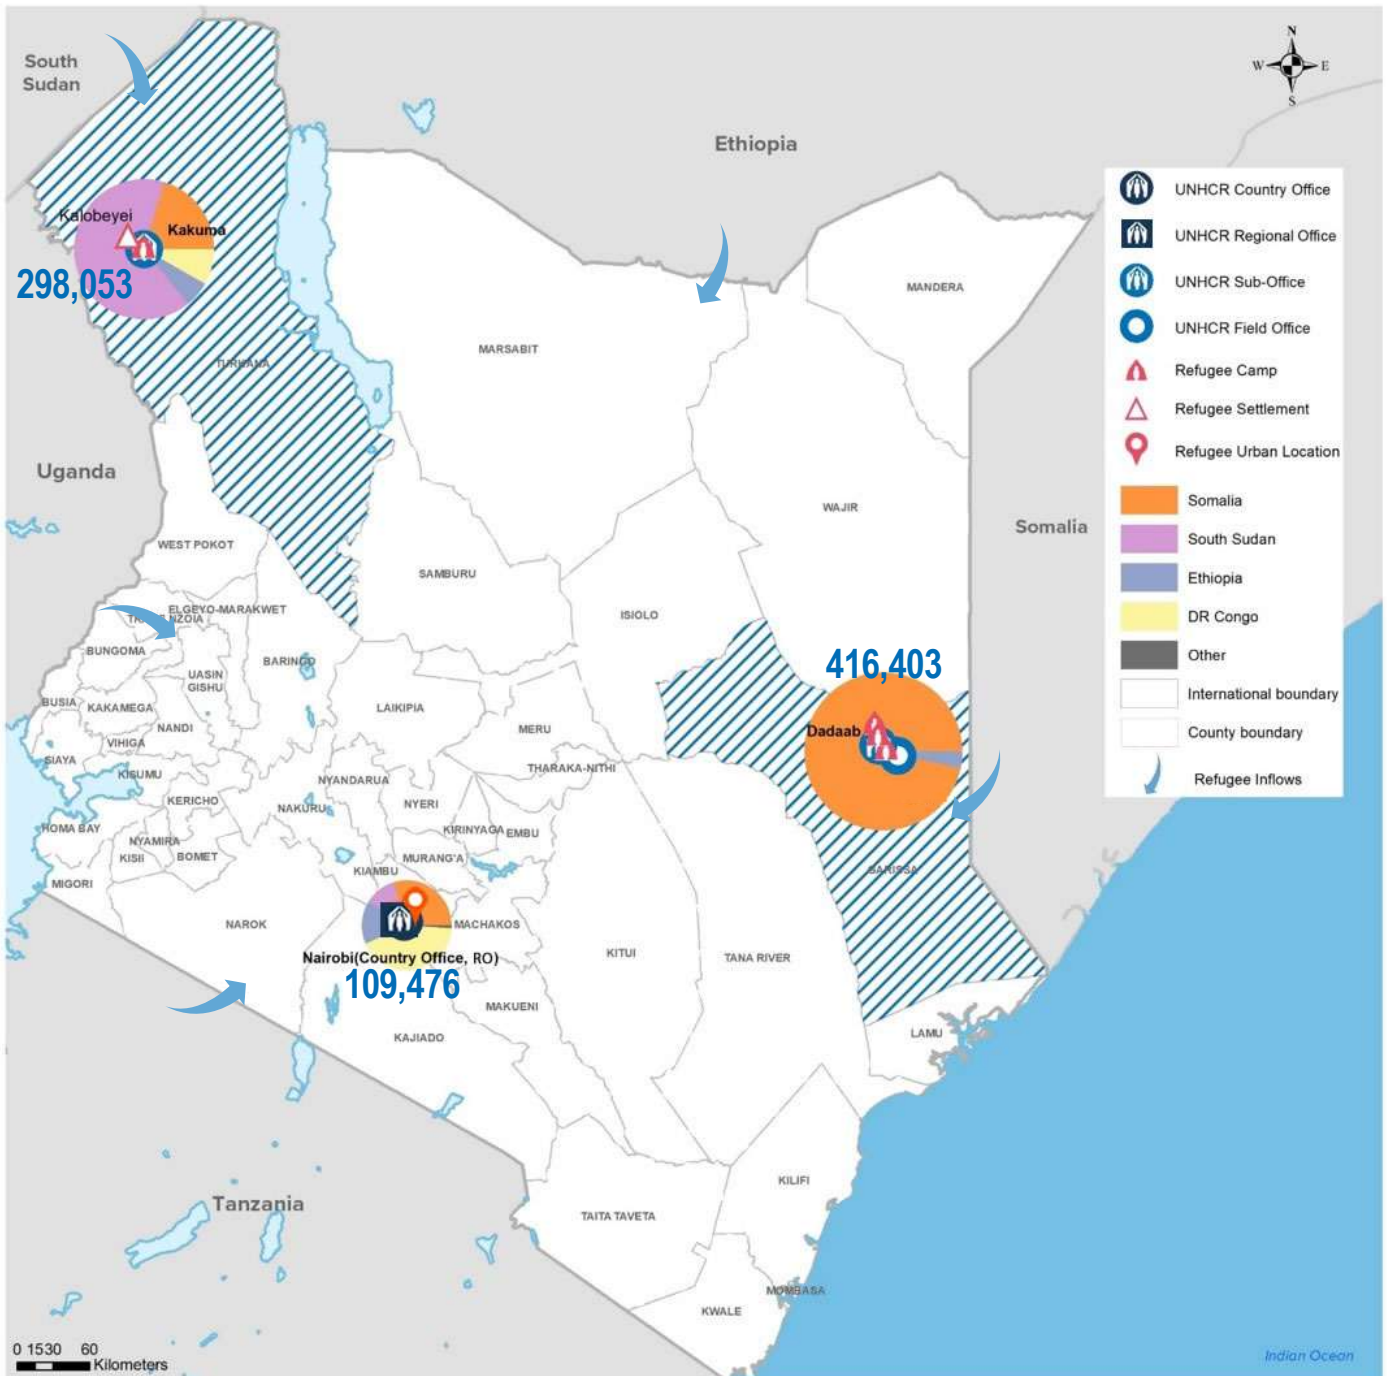 South
Sudan
N
W
E
S
Ethiopia
UNHCR Country Office
UNHCR Regional Office
UNHCR Sub-Office
UNHCR Field Office
Refugee Camp
Refugee Settlement
Refugee Urban Location
Somalia
South Sudan
Ethiopia
DR Congo
Other
International boundary
County boundary
Refugee Inflows
Kalobeyei
Kakuma
298,053
MANDERA
MARSABIT
TURKANA
Uganda
WAJIR
Somalia
WEST POKOT
SAMBURU
ISIOLO
ELGEYO-MARAKWET
NZOIA
BUNGOMA
UASIN
GISHU
BARINGO
416,403
BUSIA
KAKAMEGA
LAIKIPIA
NANDI
MERU
Dadaab
VIHIGA
SIAYA
KISUMU
THARAKA-NITHI
NYANDARUA
KERICHO
NAKURU
NYERI
HOMA BAY
KIRINYAGA
EMBU
NYAMIRA
KISII
BOMET
MURANG'A
KIAMBU
GARISSA
MIGORI
NAROK
MACHAKOS
KITUI
TANA RIVER
Nairobi(Country Office, RO)
109,476
MAKUENI
KAJIADO
LAMU
KILIFI
Tanzania
TAITA TAVETA
MOMBASA
KWALE
0 1530 60
Kilometers
Indian Ocean